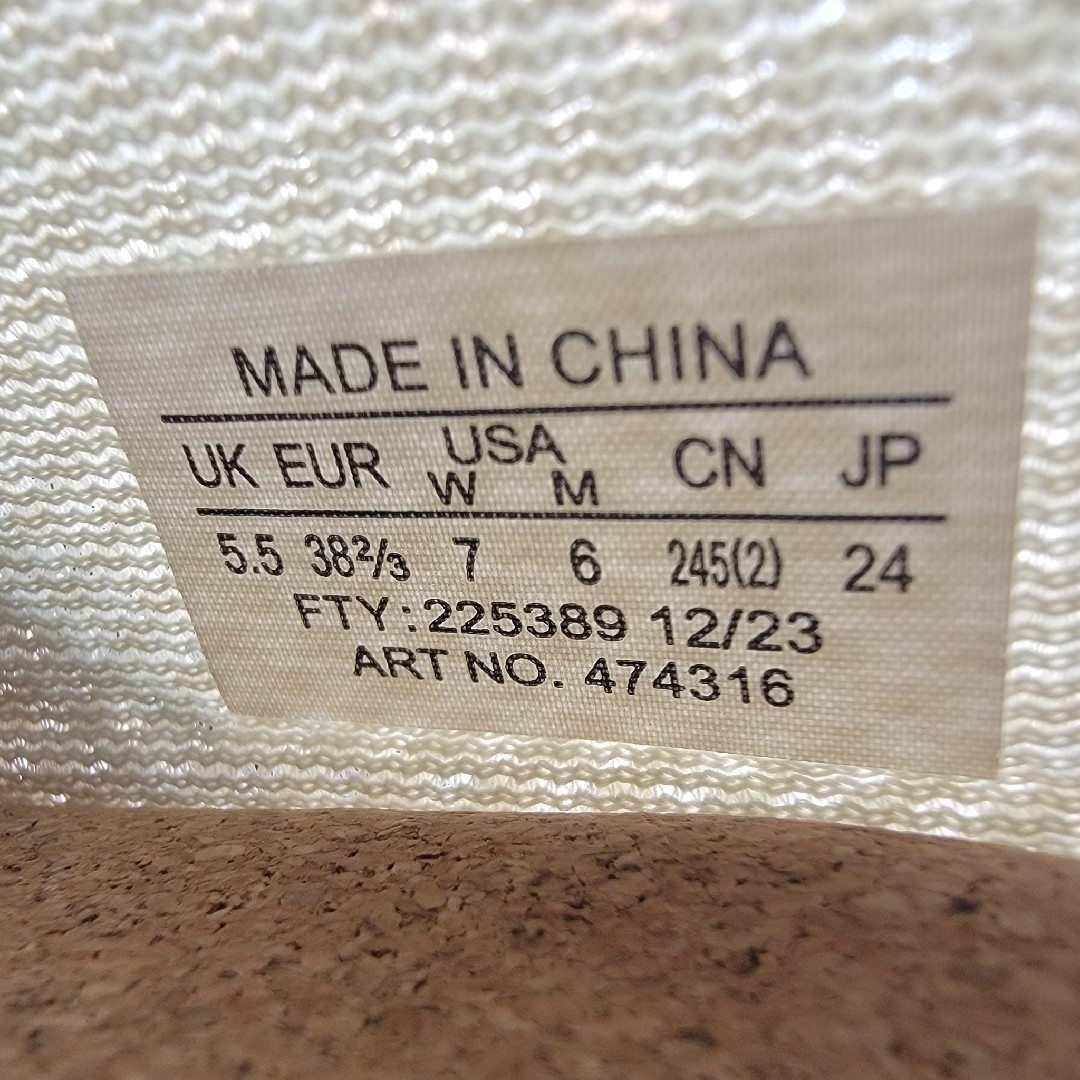 MADE IN CHINA
UK EUR USA CN JP
W M
5.5 38⅔ 7 6 245(2) 24
FTY: 225389 12/23
ART NO. 474316